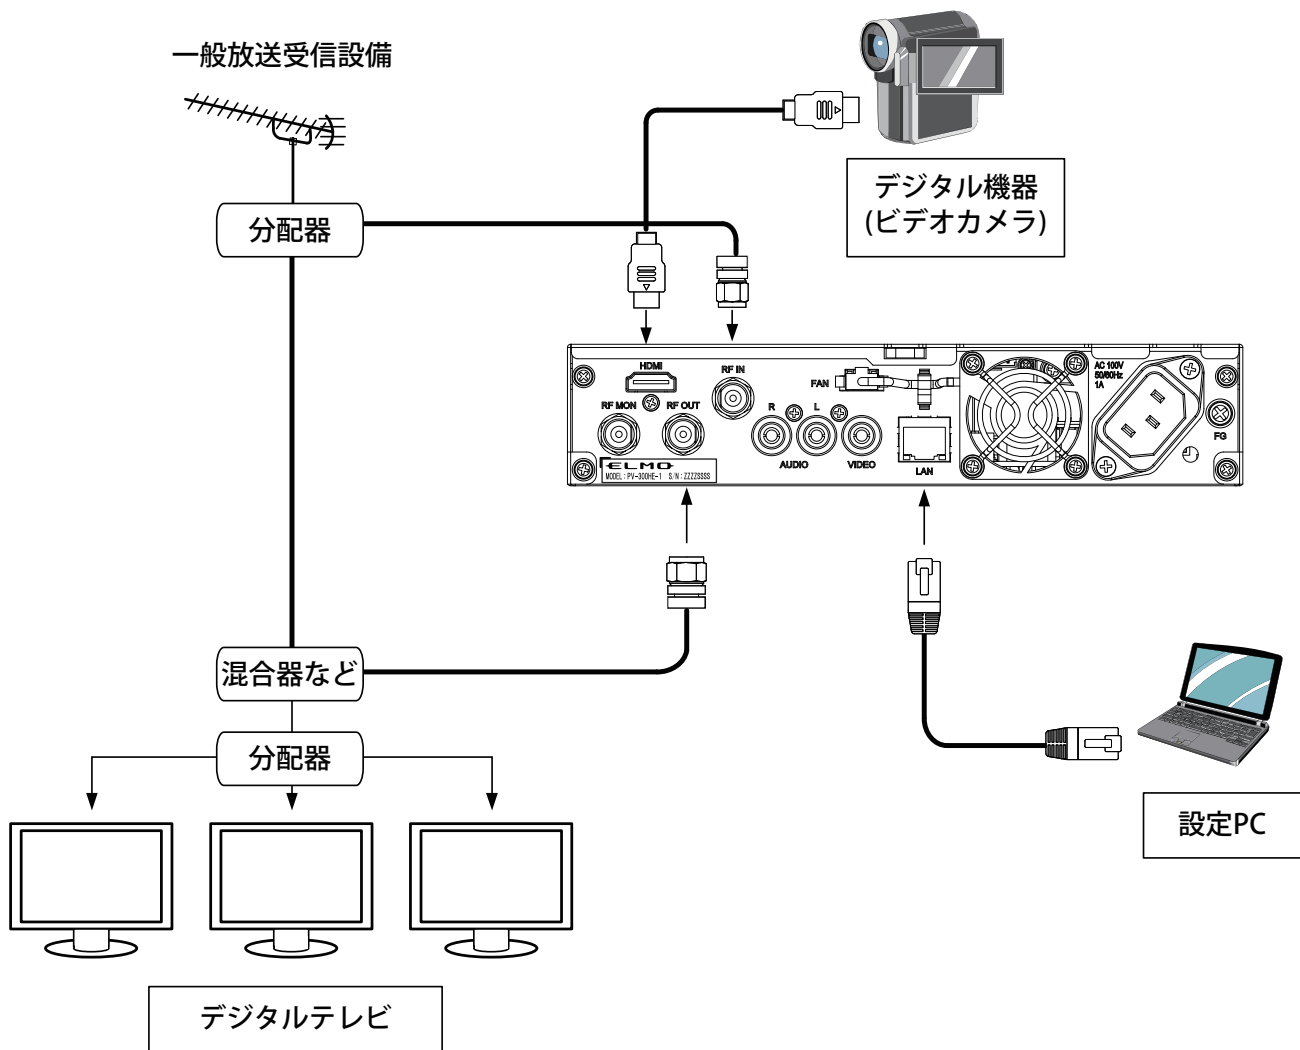 一般放送受信設備
分配器
デジタル機器
(ビデオカメラ)
HDMI
RF IN
FAN
AC 100V
50/60Hz
1A
RF MON
RF OUT
R
L
AUDIO
VIDEO
LAN
FG
ELMO
MODEL : PV-300HE-1 S/N : ZZZZSSSS
混合器など
分配器
設定PC
デジタルテレビ